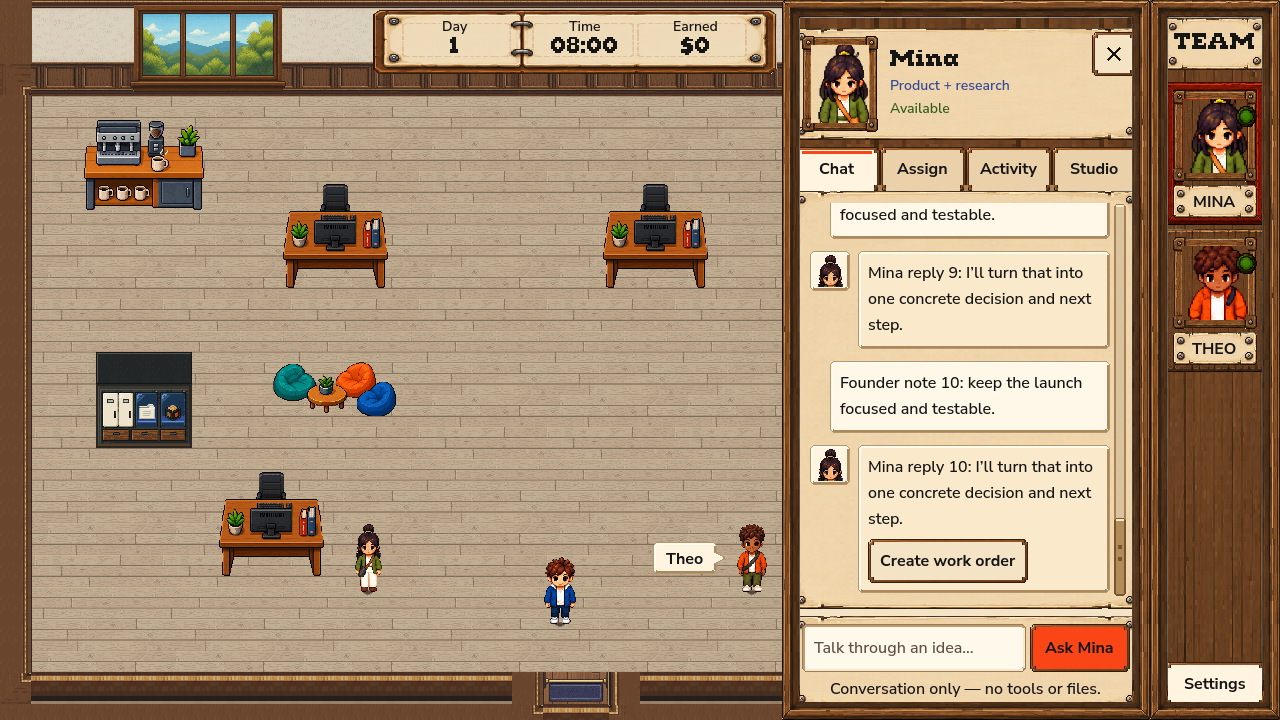 Day
1
Time
08:00
Earned
$0
Mina
Product + research
Available
Chat
Assign
Activity
Studio
focused and testable.
Mina reply 9: I’ll turn that into
one concrete decision and next
step.
Founder note 10: keep the launch
focused and testable.
Mina reply 10: I’ll turn that into
one concrete decision and next
step.
Create work order
Talk through an idea...
Ask Mina
Conversation only — no tools or files.
Theo
TEAM
MINA
THEO
Settings